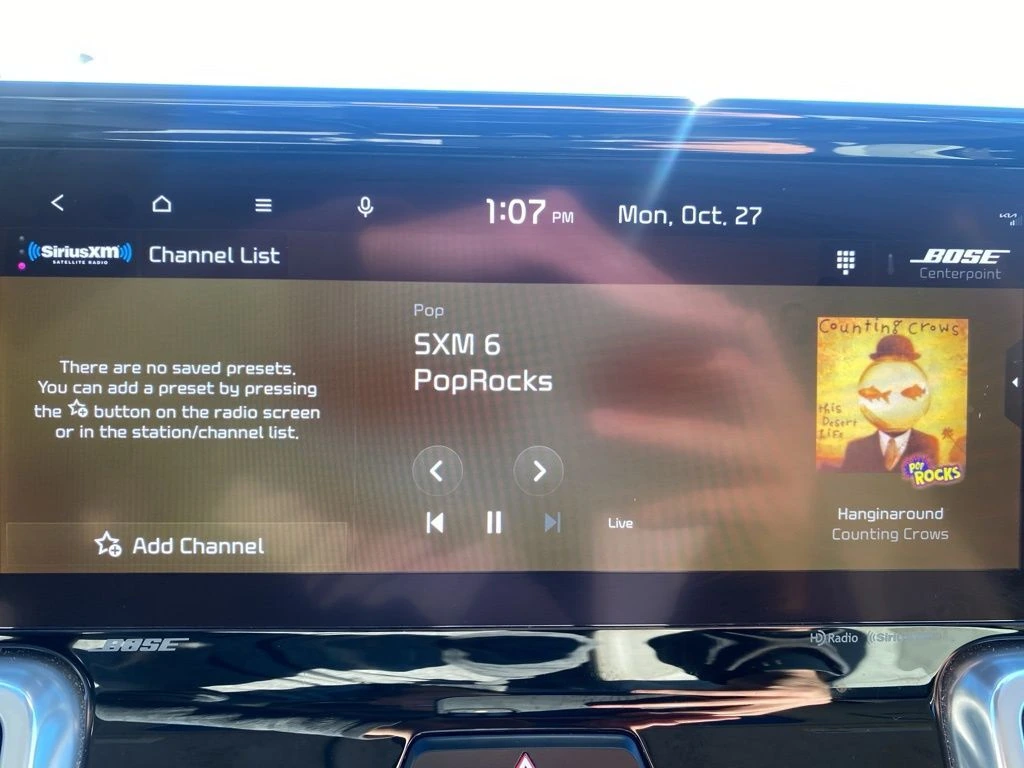 1:07 PM
Mon, Oct. 27
KIA
SiriusXM
SATELLITE RADIO
Channel List
BOSE
Centerpoint
There are no saved presets.
You can add a preset by pressing
the button on the radio screen
or in the station/channel list.
Add Channel
Pop
SXM 6
PopRocks
Live
Counting Crows
this
Desert
Life
POP
ROCKS
Hanginaround
Counting Crows
BOSE
HD Radio
SiriusXM